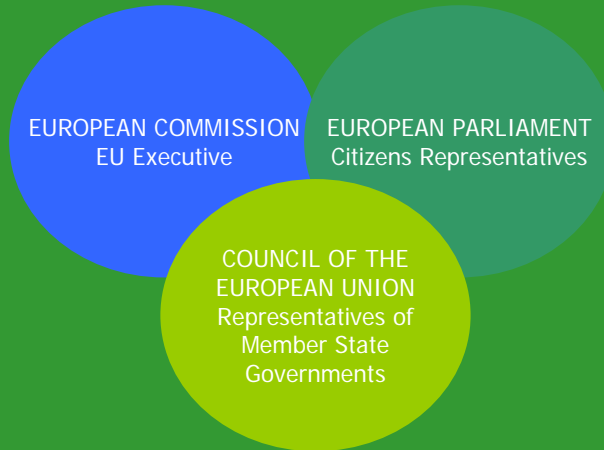 EUROPEAN COMMISSION
EU Executive
EUROPEAN PARLIAMENT
Citizens Representatives
COUNCIL OF THE
EUROPEAN UNION
Representatives of
Member State
Governments